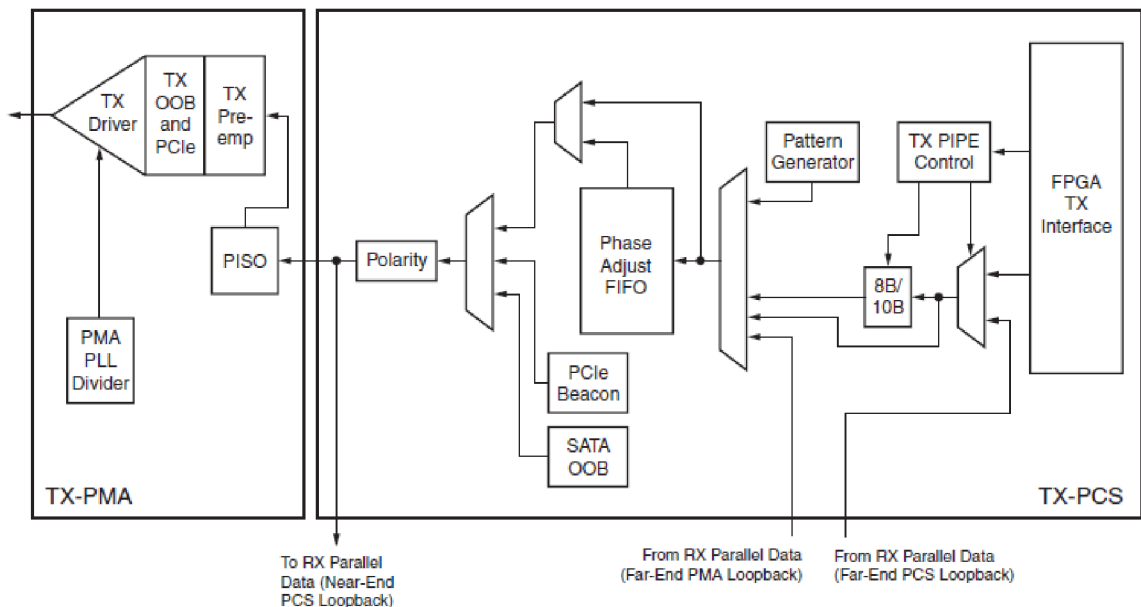 TX
Driver
TX
OOB
and
PCIe
TX
Pre-
emp
PISO
PMA
PLL
Divider
TX-PMA
Polarity
Phase
Adjust
FIFO
PCIe
Beacon
SATA
OOB
Pattern
Generator
TX PIPE
Control
8B/
10B
FPGA
TX
Interface
TX-PCS
To RX Parallel
Data (Near-End
PCS Loopback)
From RX Parallel Data
(Far-End PMA Loopback)
From RX Parallel Data
(Far-End PCS Loopback)